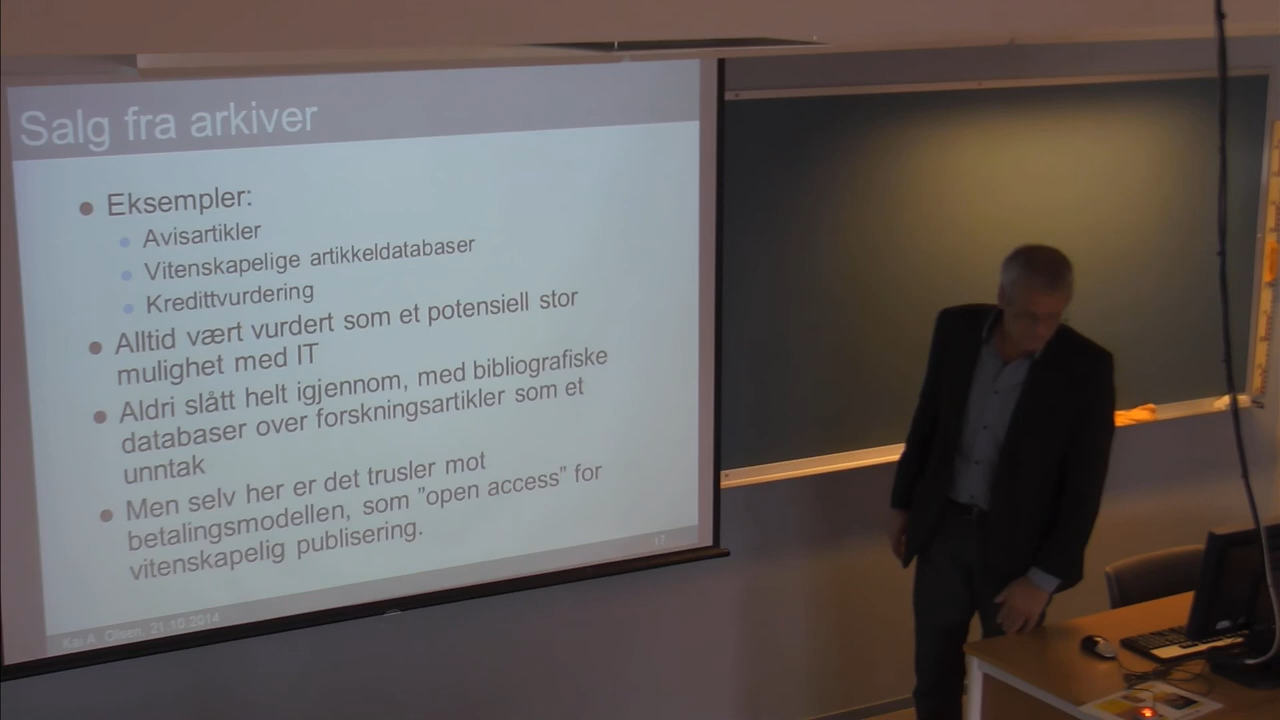 Salg fra arkiver
Eksempler:
Avisartikler
Vitenskapelige artikkeldatabaser
Kredittvurdering
Alltid vært vurdert som et potensiell stor
mulighet med IT
Aldri slått helt igjennom, med bibliografiske
databaser over forskningsartikler som et
unntak
Men selv her er det trusler mot
betalingsmodellen, som ”open access” for
vitenskapelig publisering.
17
Kai A. Olsen, 21.10.2014